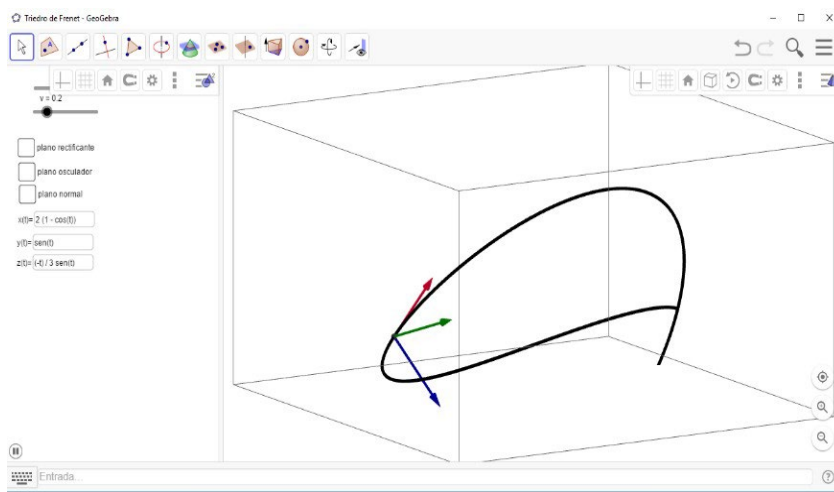 Triedro de Frenet - GeoGebra
v = 0.2
plano rectificante
plano osculador
plano normal
x(t)= 2 (1 - cos(t))
y(t)= sen(t)
z(t)= (-t) / 3 sen(t)
Entrada...